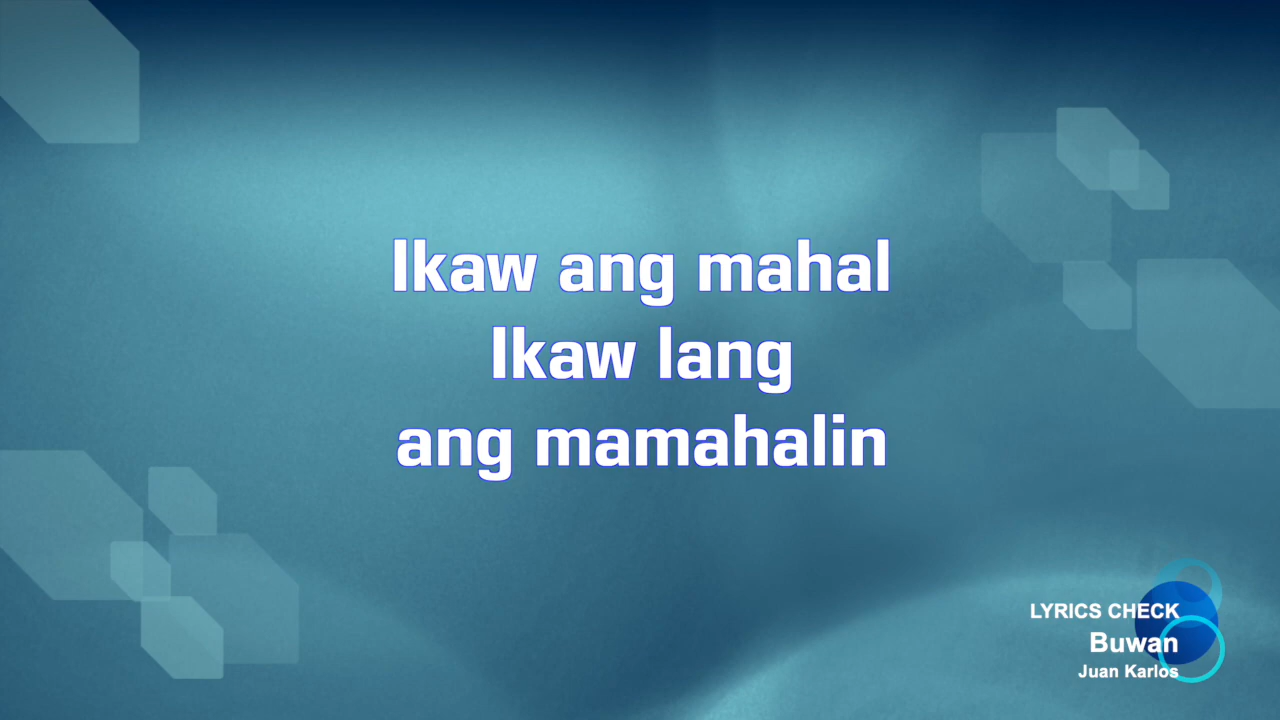 Ikaw ang mahal
Ikaw lang
ang mamahalin
LYRICS CHECK
Buwan
Juan Karlos